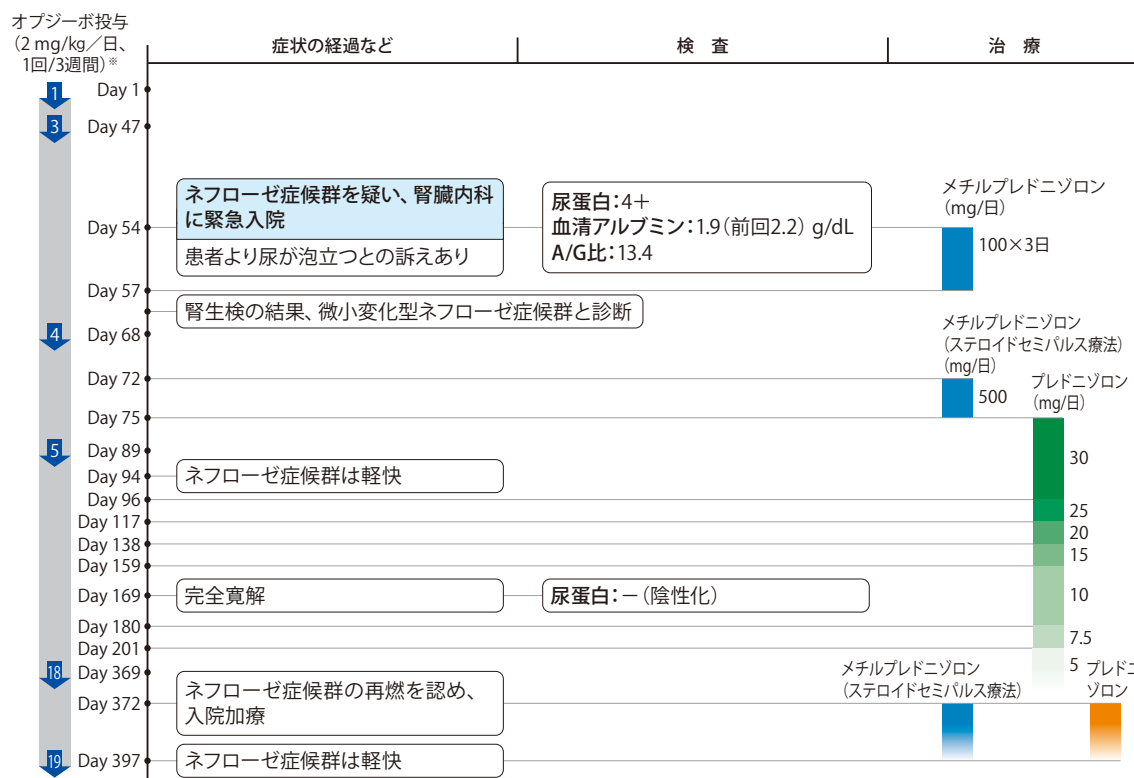 オプジーボ投与
（2 mg/kg／日、
1回/3週間）※
症状の経過など
検　査
治　療
1
Day 1
3
Day 47
ネフローゼ症候群を疑い、腎臓内科
に緊急入院
患者より尿が泡立つとの訴えあり
Day 54
尿蛋白：4＋
血清アルブミン：1.9（前回2.2） g/dL
A/G比：13.4
メチルプレドニゾロン
（mg/日）
100×3日
Day 57
腎生検の結果、微小変化型ネフローゼ症候群と診断
4
Day 68
メチルプレドニゾロン
（ステロイドセミパルス療法）
（mg/日）
Day 72
500
プレドニゾロン
（mg/日）
Day 75
5
Day 89
30
Day 94
ネフローゼ症候群は軽快
Day 96
25
Day 117
20
Day 138
15
Day 159
Day 169
完全寛解
尿蛋白：－（陰性化）
10
Day 180
7.5
Day 201
5
18
Day 369
メチルプレドニゾロン
（ステロイドセミパルス療法）
プレドニ
ゾロン
Day 372
ネフローゼ症候群の再燃を認め、
入院加療
19
Day 397
ネフローゼ症候群は軽快